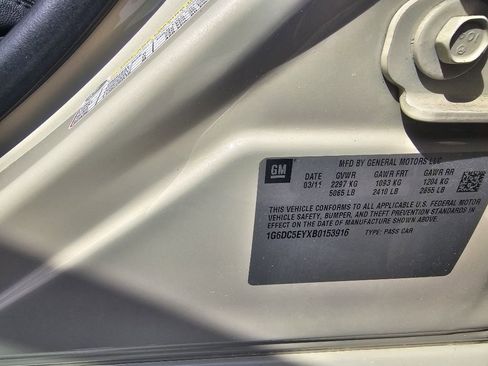 GM
MFD BY GENERAL MOTORS LLC
DATE GVWR GAWR FRT GAWR RR
03/11 2297 KG 1093 KG 1204 KG
5065 LB 2410 LB 2655 LB
THIS VEHICLE CONFORMS TO ALL APPLICABLE U.S. FEDERAL MOTOR
VEHICLE SAFETY, BUMPER, AND THEFT PREVENTION STANDARDS IN
EFFECT ON THE DATE OF MANUFACTURE SHOWN ABOVE.
1G6DC5EYXB0153916 TYPE: PASS CAR